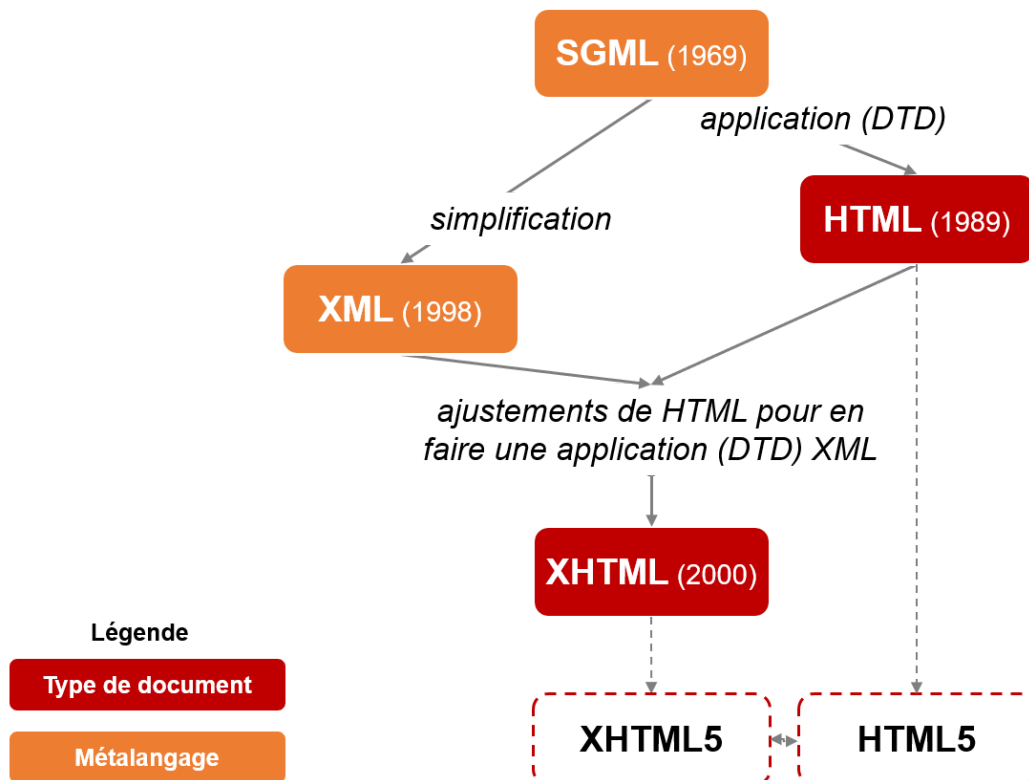 SGML (1969)
application (DTD)
HTML (1989)
simplification
XML (1998)
ajustements de HTML pour en
faire une application (DTD) XML
XHTML (2000)
Légende
Type de document
Métalangage
XHTML5
HTML5